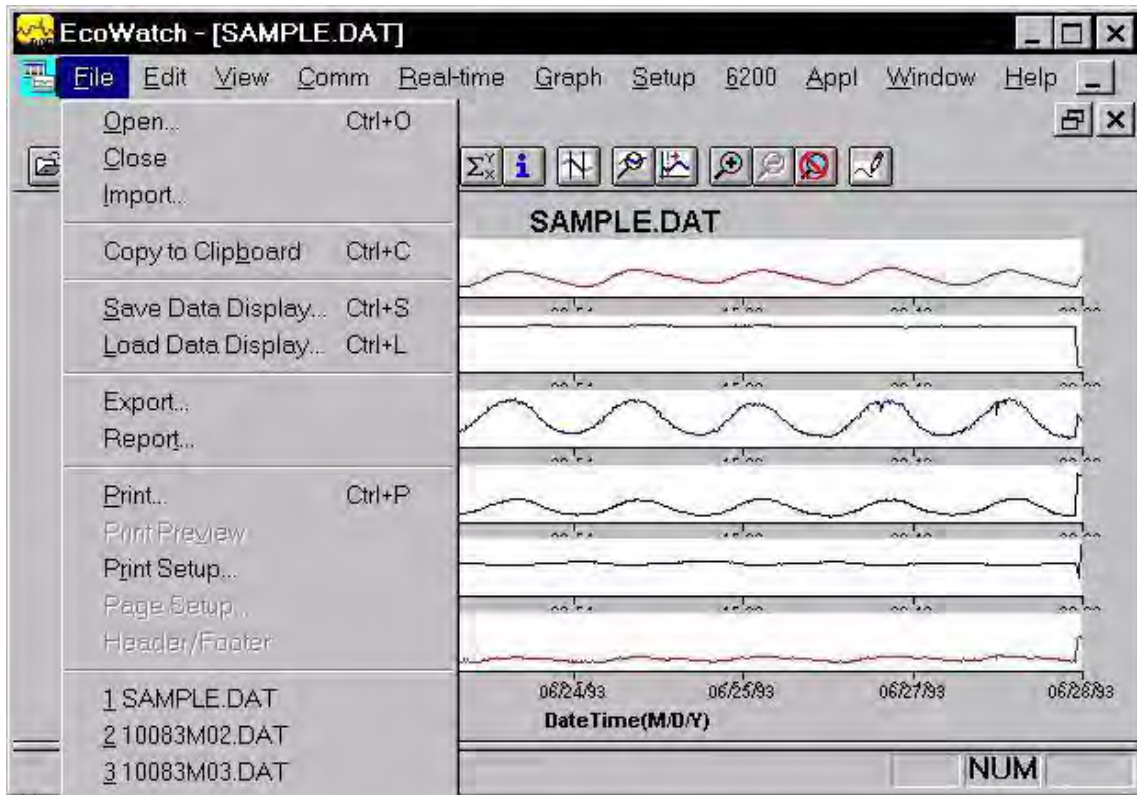 EcoWatch - [SAMPLE.DAT]
File Edit View Comm Real-time Graph Setup 6200 Appl Window Help
Open... Ctrl+O
Close
Import...
Copy to Clipboard Ctrl+C
Save Data Display... Ctrl+S
Load Data Display... Ctrl+L
Export...
Report...
Print... Ctrl+P
Print Preview
Print Setup...
Page Setup...
Header/Footer
1 SAMPLE.DAT
2 10083M02.DAT
3 10083M03.DAT
SAMPLE.DAT
06/24/93 06/25/93 06/27/93 06/28/93
DateTime(M/D/Y)
NUM